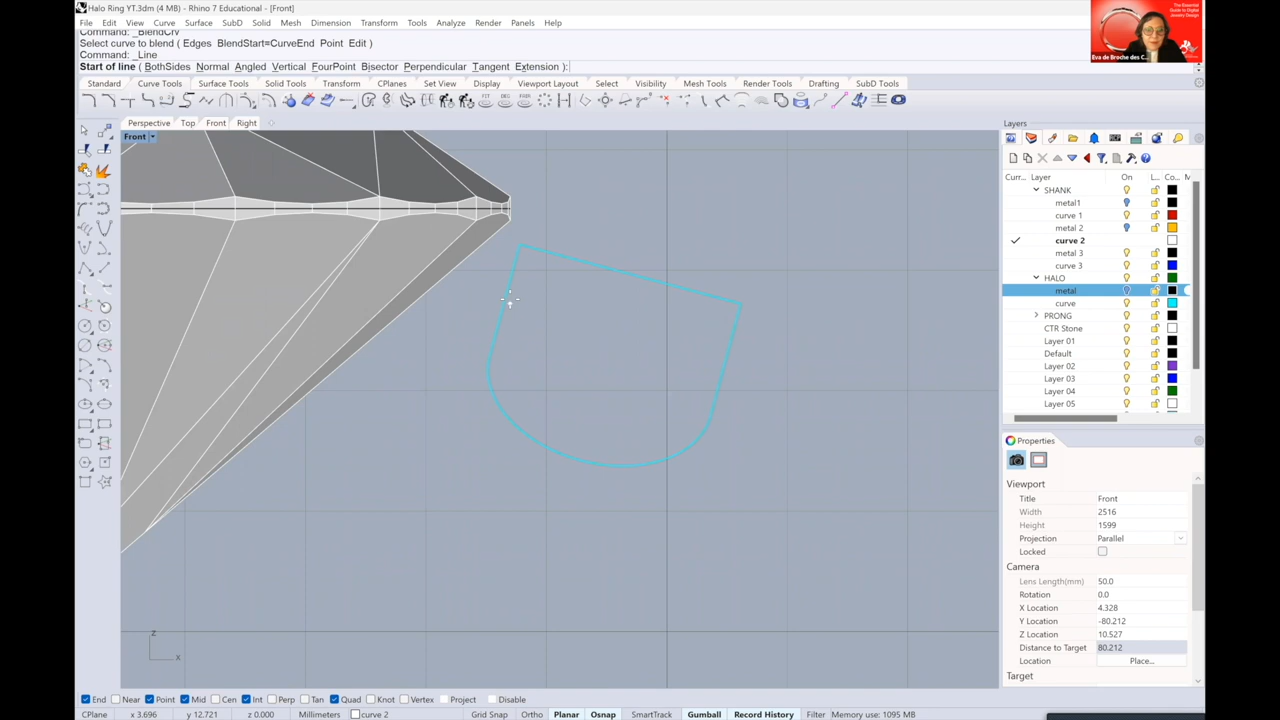 Halo Ring YT.3dm (4 MB) - Rhino 7 Educational - [Front]
File Edit View Curve Surface SubD Solid Mesh Dimension Transform Tools Analyze Render Panels Help
Command: _BlendCrv
Select curve to blend ( Edges BlendStart=CurveEnd Point Edit )
Command: _Line
Start of line ( BothSides Normal Angled Vertical FourPoint Bisector Perpendicular Tangent Extension ):
Eva de Broche des C...
Standard Curve Tools Surface Tools Solid Tools Transform CPlanes Set View Display Viewport Layout Select Visibility Mesh Tools Render Tools Drafting SubD Tools
Perspective Top Front Right
Front
Layers
Curr... Layer On L... Co... M
SHANK
metal1
curve 1
metal 2
curve 2
metal 3
curve 3
HALO
metal
curve
PRONG
CTR Stone
Layer 01
Default
Layer 02
Layer 03
Layer 04
Layer 05
Properties
Viewport
Title Front
Width 2516
Height 1599
Projection Parallel
Locked
Camera
Lens Length(mm) 50.0
Rotation 0.0
X Location 4.328
Y Location -80.212
Z Location 10.527
Distance to Target 80.212
Location Place...
Target
z
x
End Near Point Mid Cen Int Perp Tan Quad Knot Vertex Project Disable
CPlane x 3.696 y 12.721 z 0.000 Millimeters curve 2 Grid Snap Ortho Planar Osnap SmartTrack Gumball Record History Filter Memory use: 1095 MB